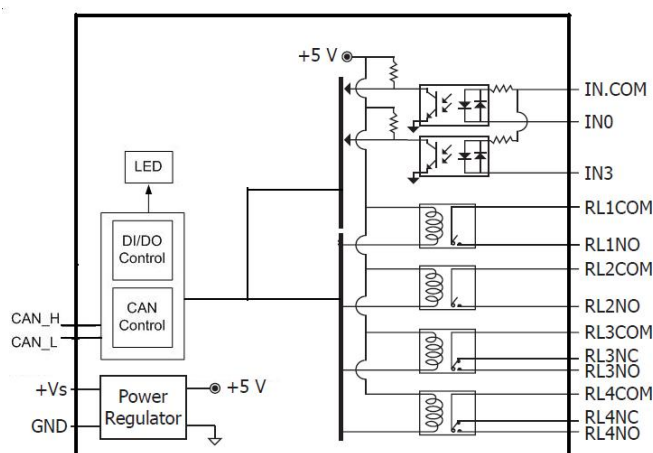 +5 V
IN.COM
IN0
IN3
LED
RL1COM
DI/DO
Control
RL1NO
RL2COM
CAN
Control
RL2NO
CAN_H
CAN_L
RL3COM
RL3NC
RL3NO
+Vs
Power
Regulator
+5 V
GND
RL4COM
RL4NC
RL4NO